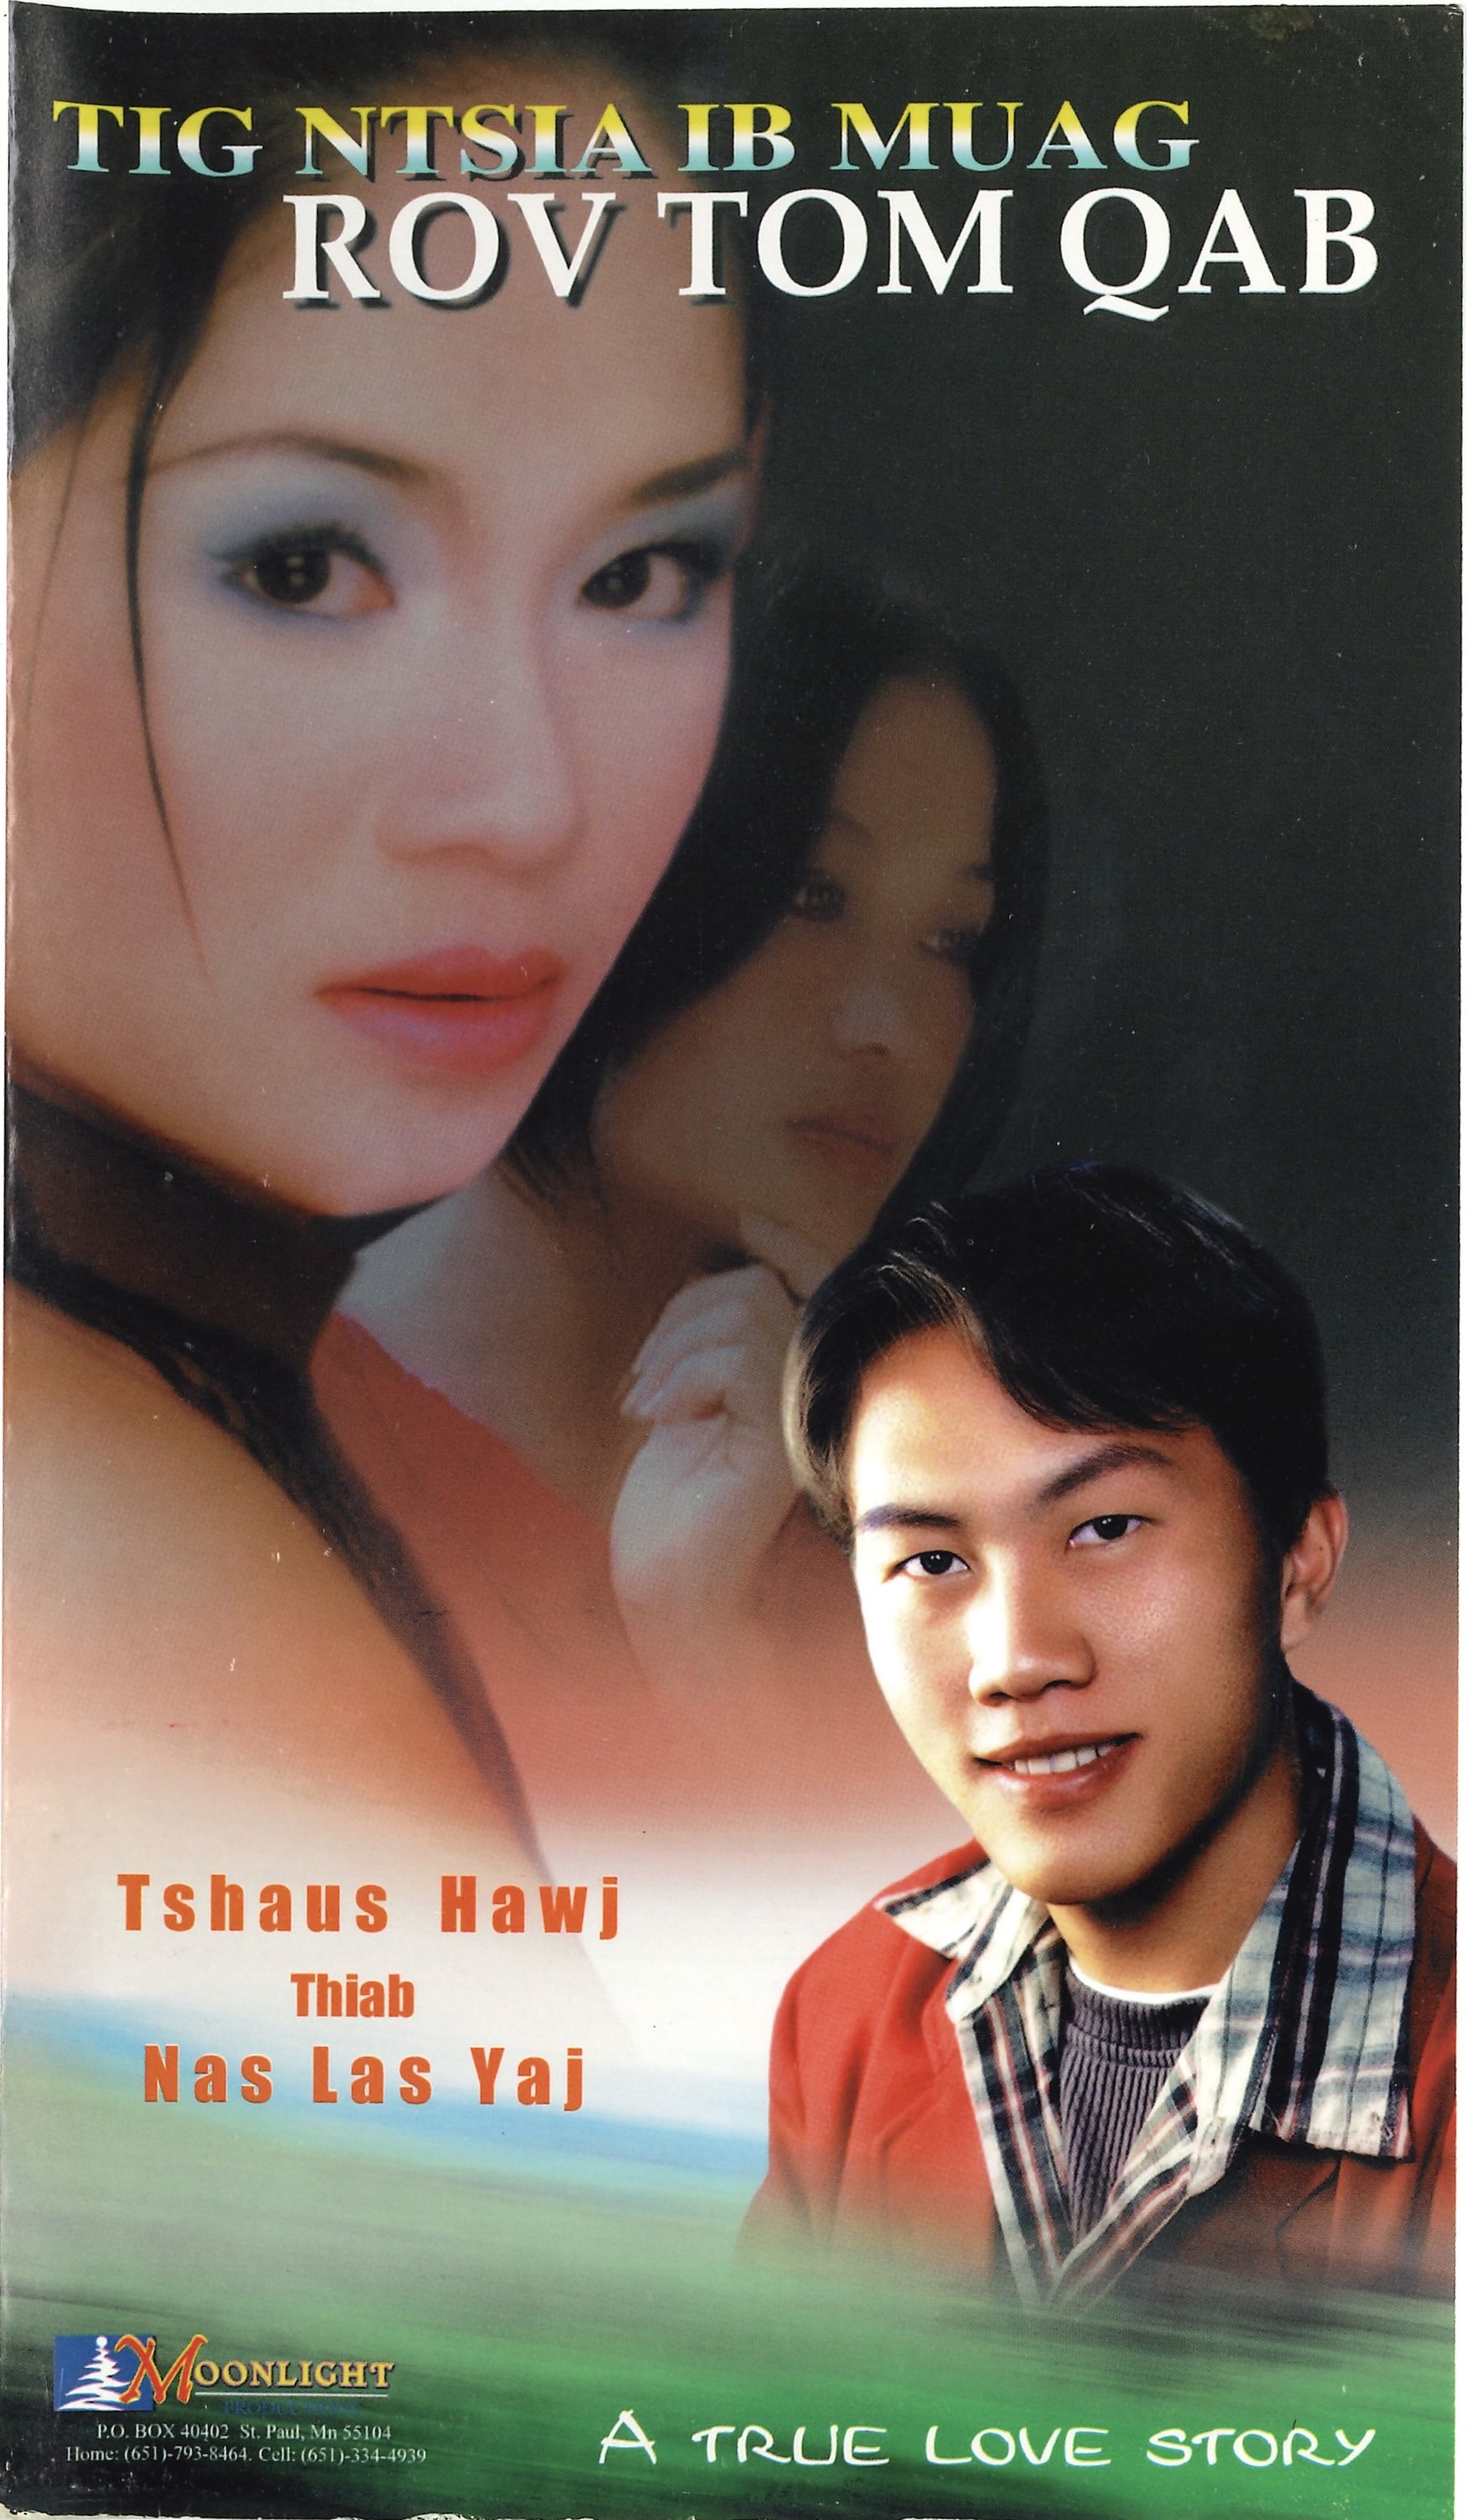 TIG NTSIA IB MUAG
ROV TOM QAB
Tshaus Hawj
Thiab
Nas Las Yaj
MOONLIGHT
PRODUCTIONS
P.O. BOX 40402 St. Paul, Mn 55104
Home: (651)-793-8464. Cell: (651)-334-4939
A TRUE LOVE STORY